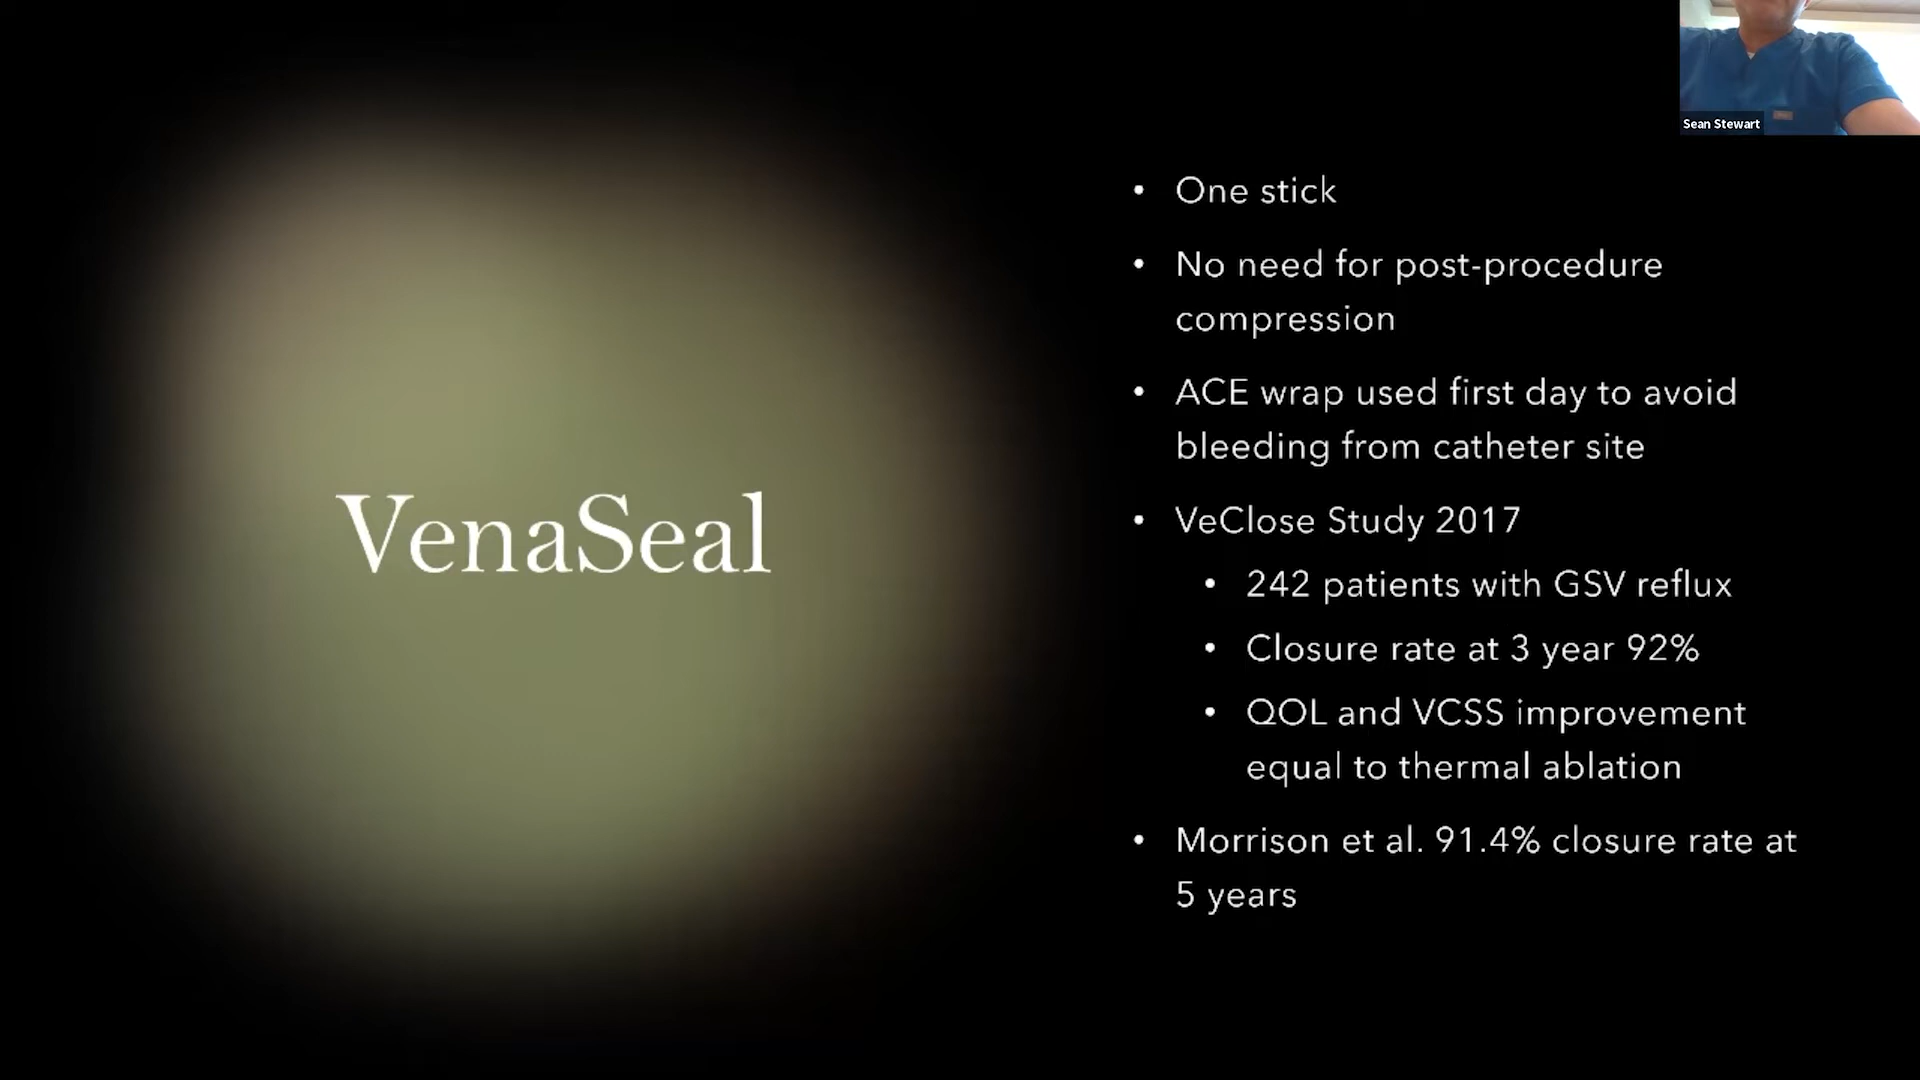 Sean Stewart
VenaSeal
• One stick
• No need for post-procedure
compression
• ACE wrap used first day to avoid
bleeding from catheter site
• VeClose Study 2017
• 242 patients with GSV reflux
• Closure rate at 3 year 92%
• QOL and VCSS improvement
equal to thermal ablation
• Morrison et al. 91.4% closure rate at
5 years